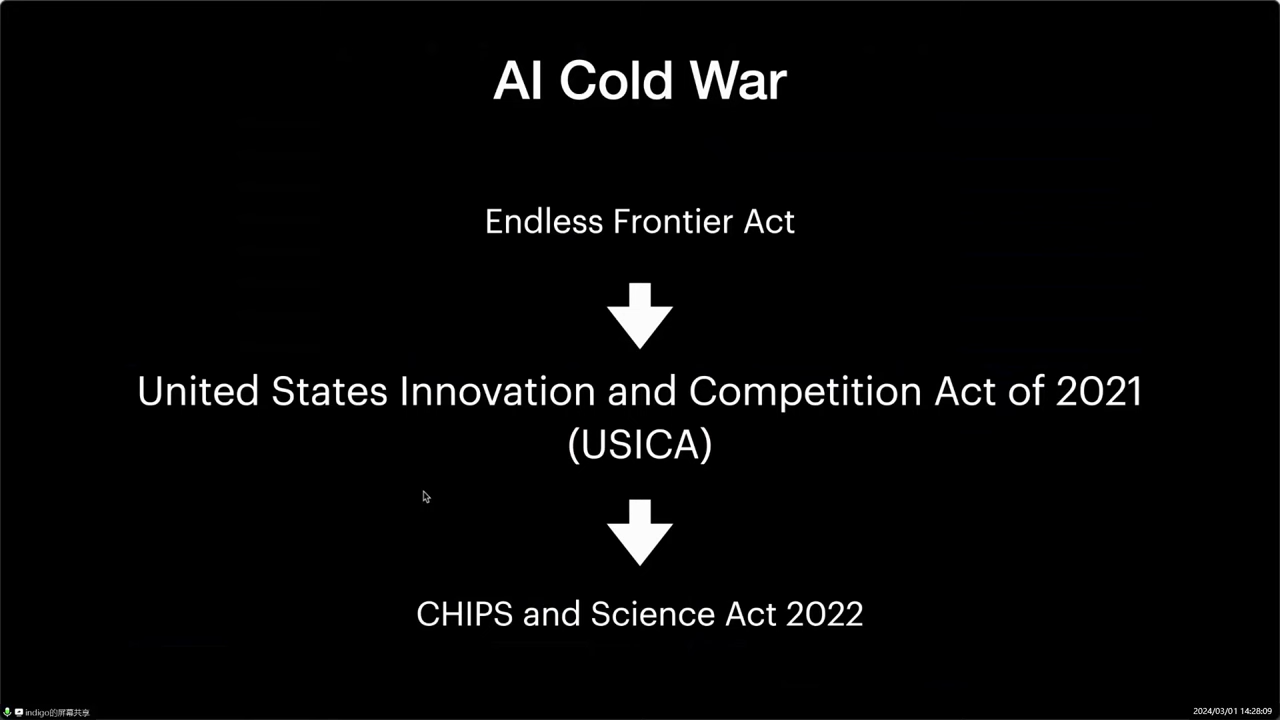 AI Cold War
Endless Frontier Act
United States Innovation and Competition Act of 2021
(USICA)
CHIPS and Science Act 2022
indigo的屏幕共享
2024/03/01 14:28:09